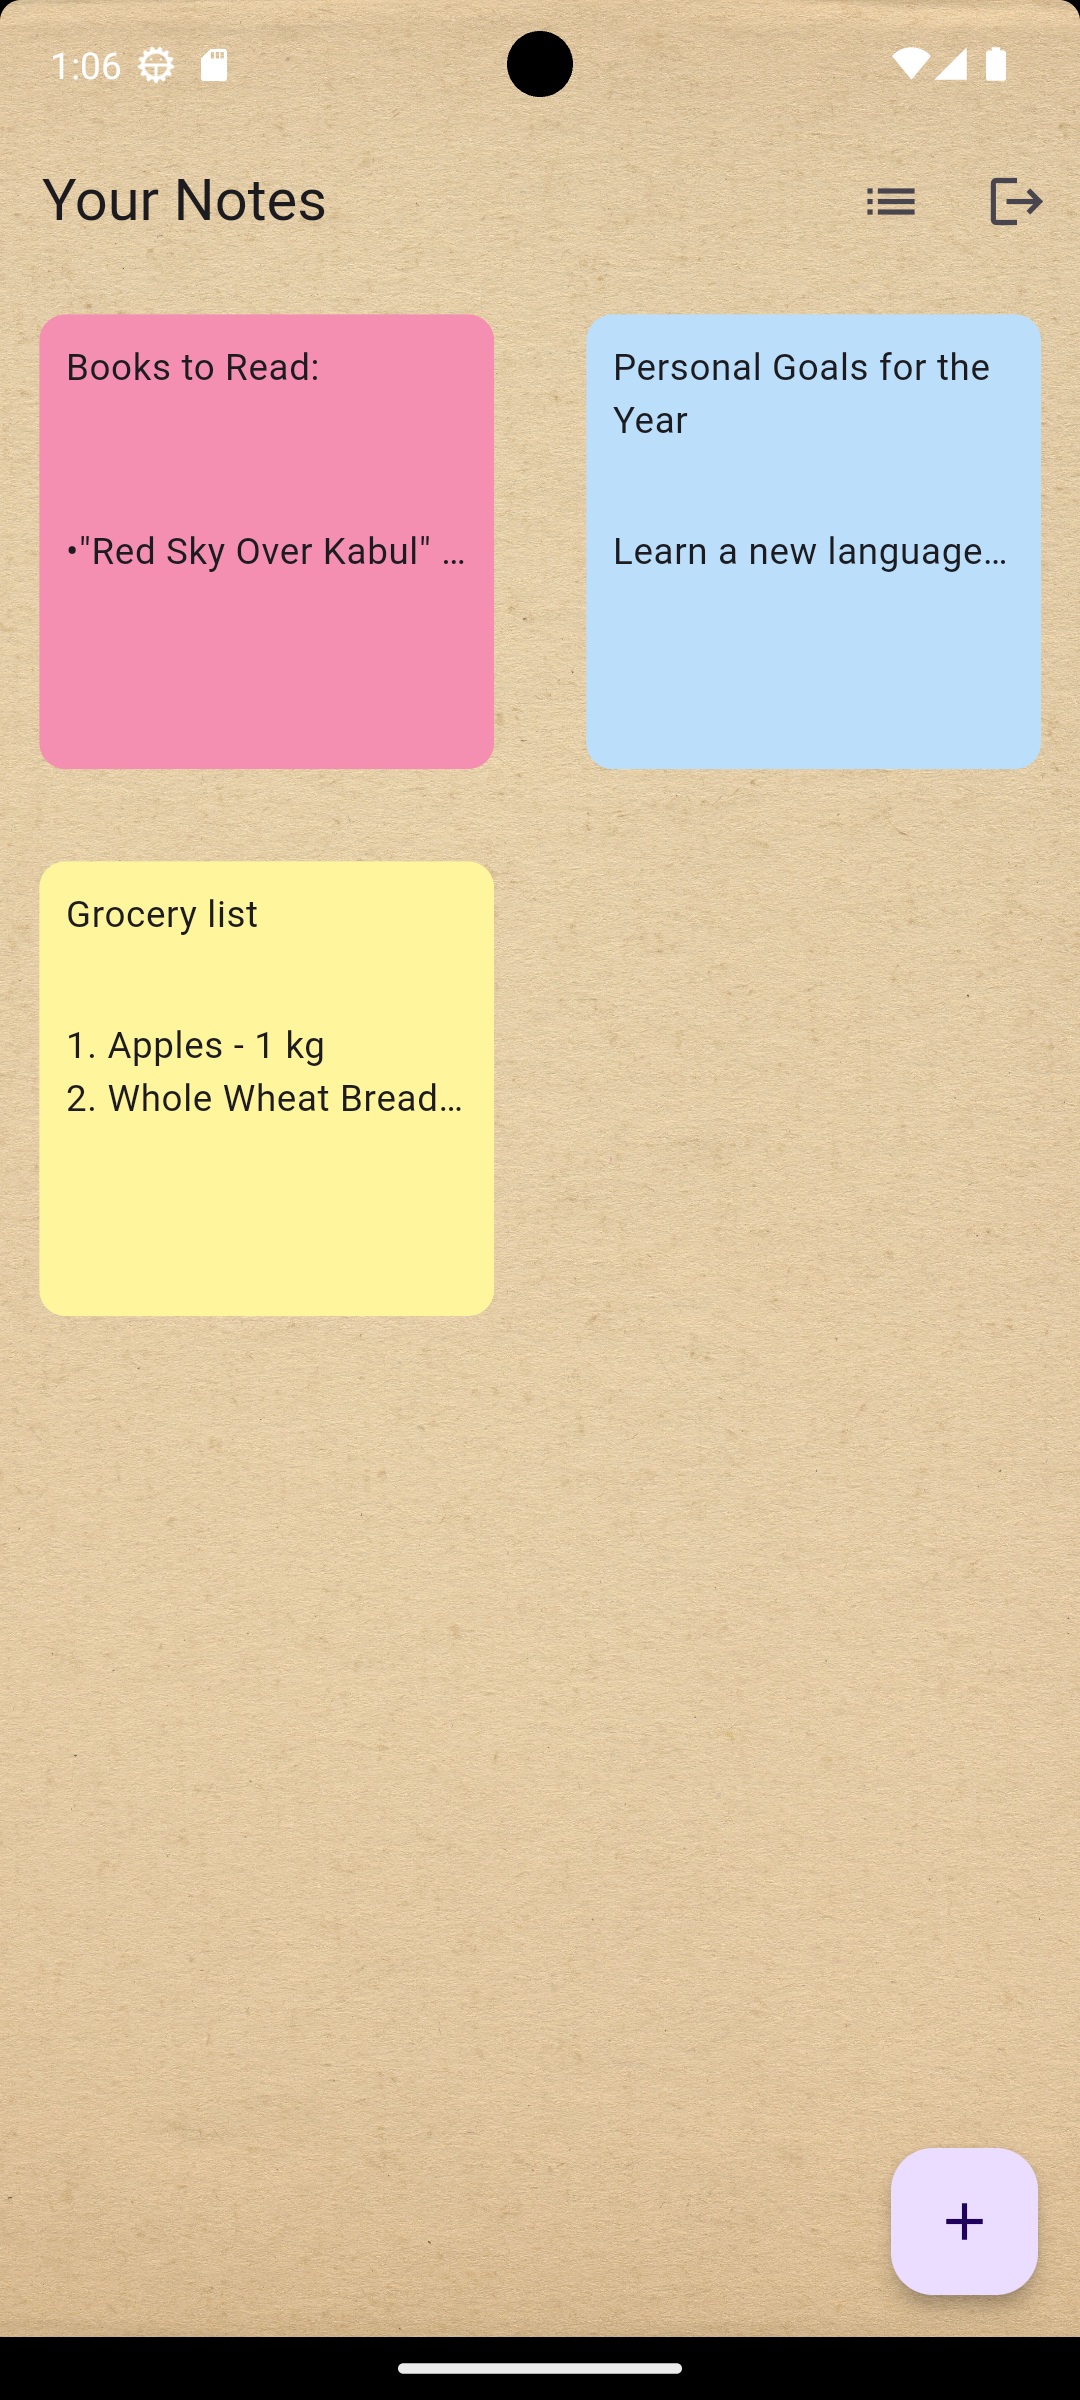 1:06
Your Notes
Books to Read:
•"Red Sky Over Kabul" ...
Personal Goals for the
Year
Learn a new language...
Grocery list
1. Apples - 1 kg
2. Whole Wheat Bread...